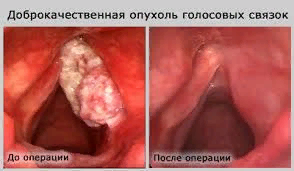 Доброкачественная опухоль голосовых связок
До операции
После операции